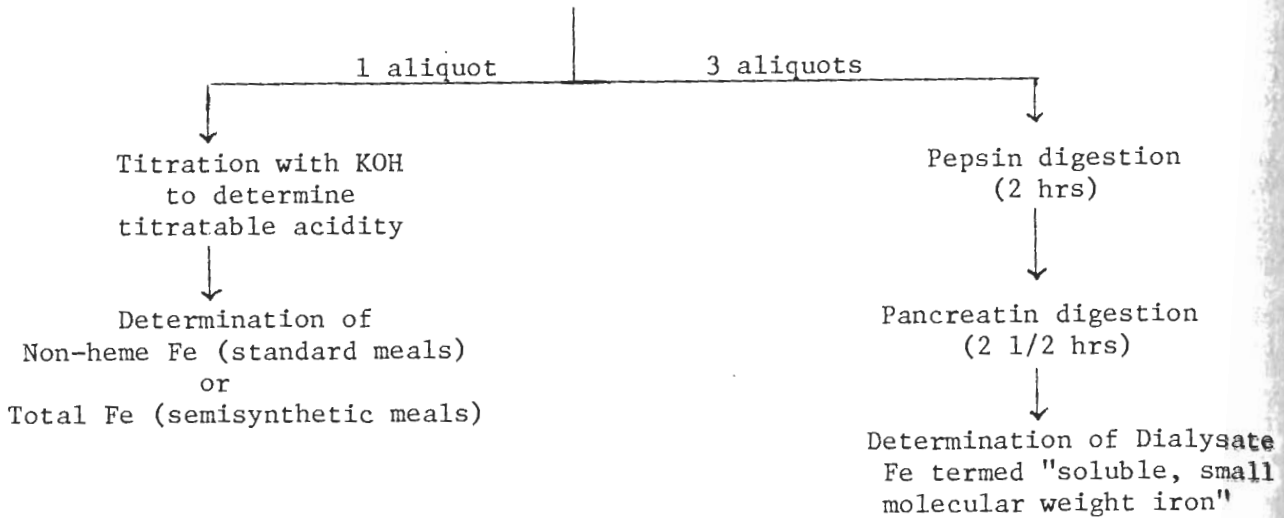 1 aliquot
3 aliquots
Titration with KOH
to determine
titratable acidity
Determination of
Non-heme Fe (standard meals)
or
Total Fe (semisynthetic meals)
Pepsin digestion
(2 hrs)
Pancreatin digestion
(2 1/2 hrs)
Determination of Dialysate
Fe termed "soluble, small
molecular weight iron"